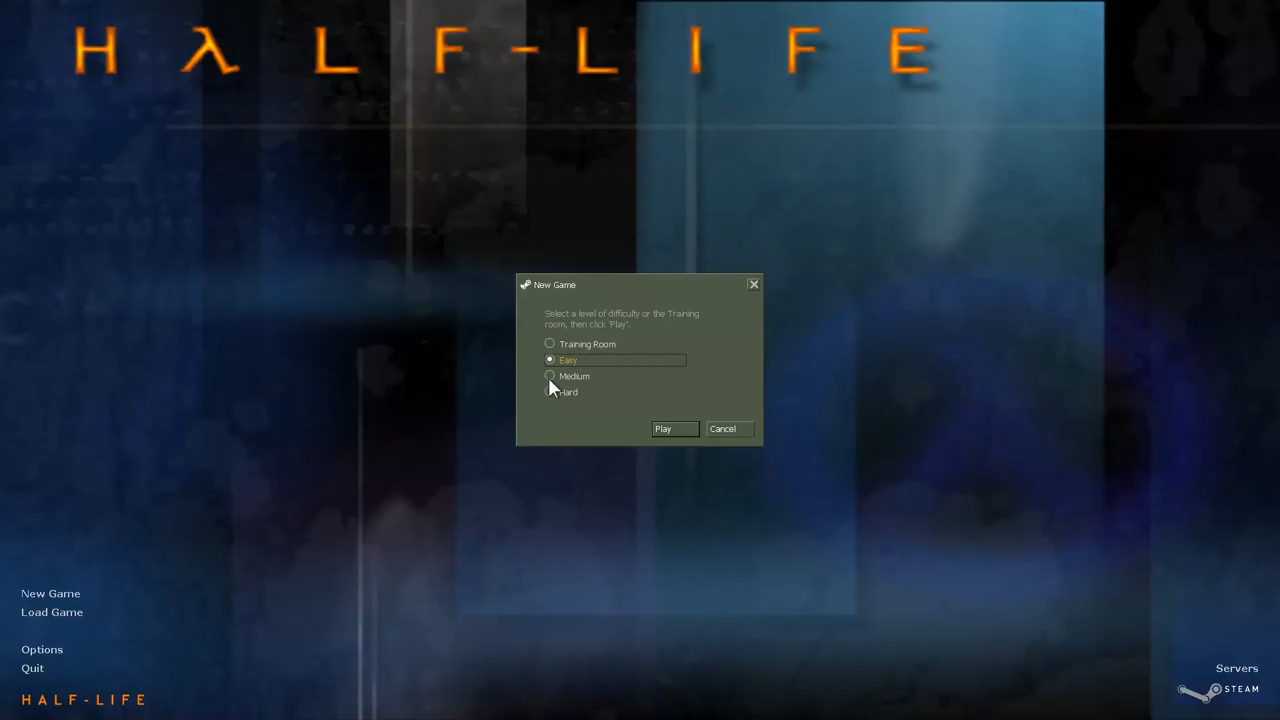 HλLF-LIFE
New Game
Select a level of difficulty or the Training
room, then click 'Play'.
Training Room
Easy
Medium
Hard
Play
Cancel
New Game
Load Game
Options
Quit
Servers
HALF-LIFE
STEAM